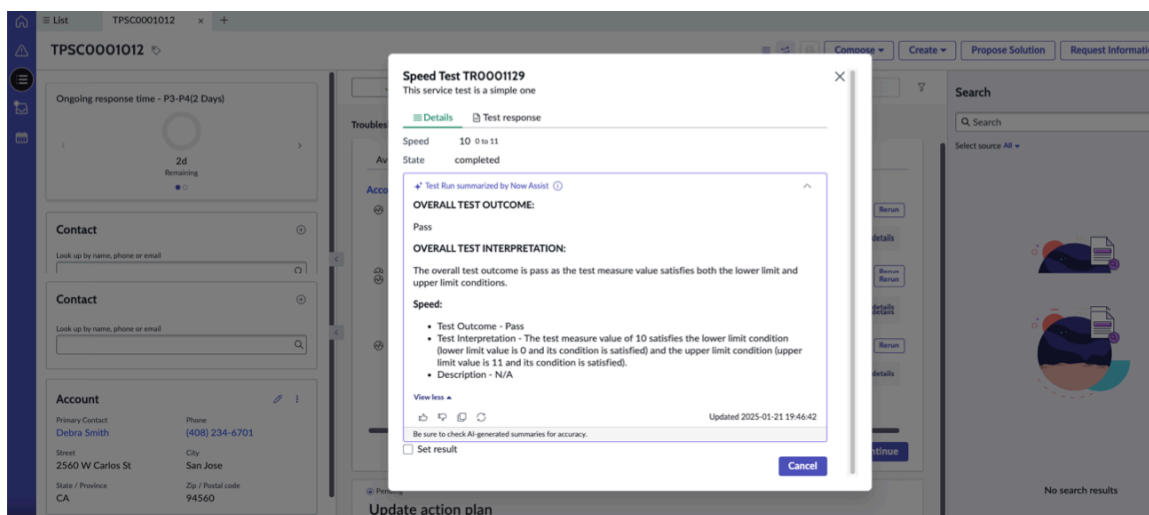 List
TPSC0001012 × +
TPSC0001012
Compose
Create
Propose Solution
Request Informati
Ongoing response time - P3-P4(2 Days)
2d
Remaining
Contact
Look up by name, phone or email
Contact
Look up by name, phone or email
Account
Primary Contact
Phone
Debra Smith
(408) 234-6701
Street
City
2560 W Carlos St
San Jose
State / Province
Zip / Postal code
CA
94560
Troubles
Av
Acco
Speed Test TR0001129
This service test is a simple one
Details
Test response
Speed 10 0 to 11
State completed
Test Run summarized by Now Assist
OVERALL TEST OUTCOME:
Pass
OVERALL TEST INTERPRETATION:
The overall test outcome is pass as the test measure value satisfies both the lower limit and
upper limit conditions.
Speed:
• Test Outcome - Pass
• Test Interpretation - The test measure value of 10 satisfies the lower limit condition
(lower limit value is 0 and its condition is satisfied) and the upper limit condition (upper
limit value is 11 and its condition is satisfied).
• Description - N/A
View less
Updated 2025-01-21 19:46:42
Be sure to check AI-generated summaries for accuracy.
Set result
Cancel
Rerun
details
Rerun
Rerun
details
Rerun
details
ntinue
Pen
Update action plan
Search
Search
Select source All
No search results